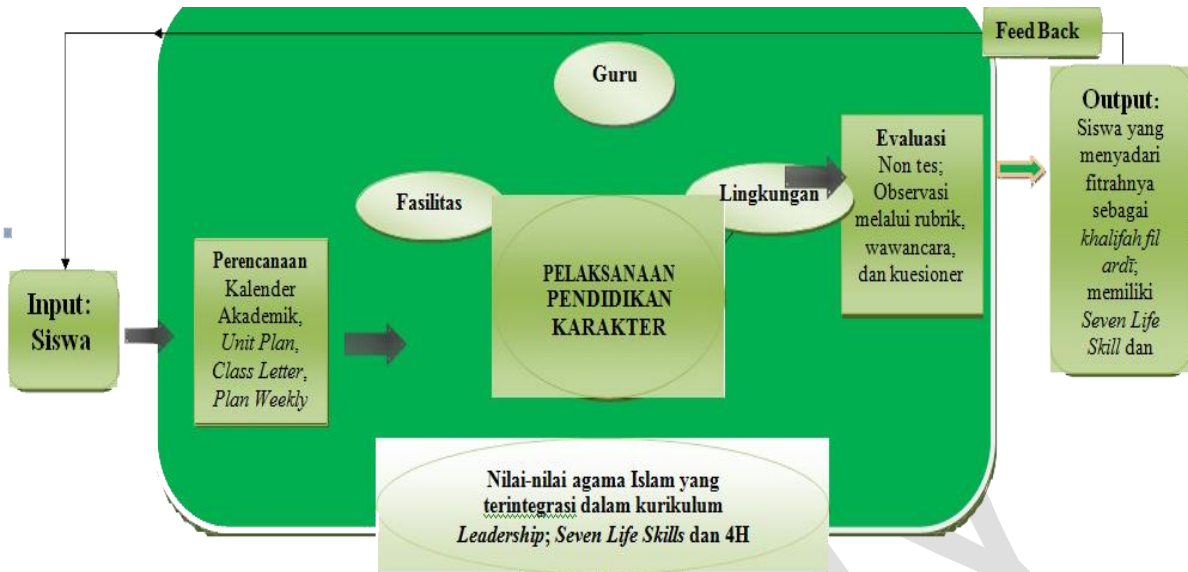 Feed Back
Guru
Fasilitas
Lingkungan
Input:
Siswa
Perencanaan
Kalender
Akademik,
Unit Plan,
Class Letter,
Plan Weekly
PELAKSANAAN
PENDIDIKAN
KARAKTER
Evaluasi
Non tes;
Observasi
melalui rubrik,
wawancara,
dan kuesioner
Output:
Siswa yang
menyadari
fitrahnya
sebagai
khalifah fil
ardī;
memiliki
Seven Life
Skill dan
Nilai-nilai agama Islam yang
terintegrasi dalam kurikulum
Leadership; Seven Life Skills dan 4H